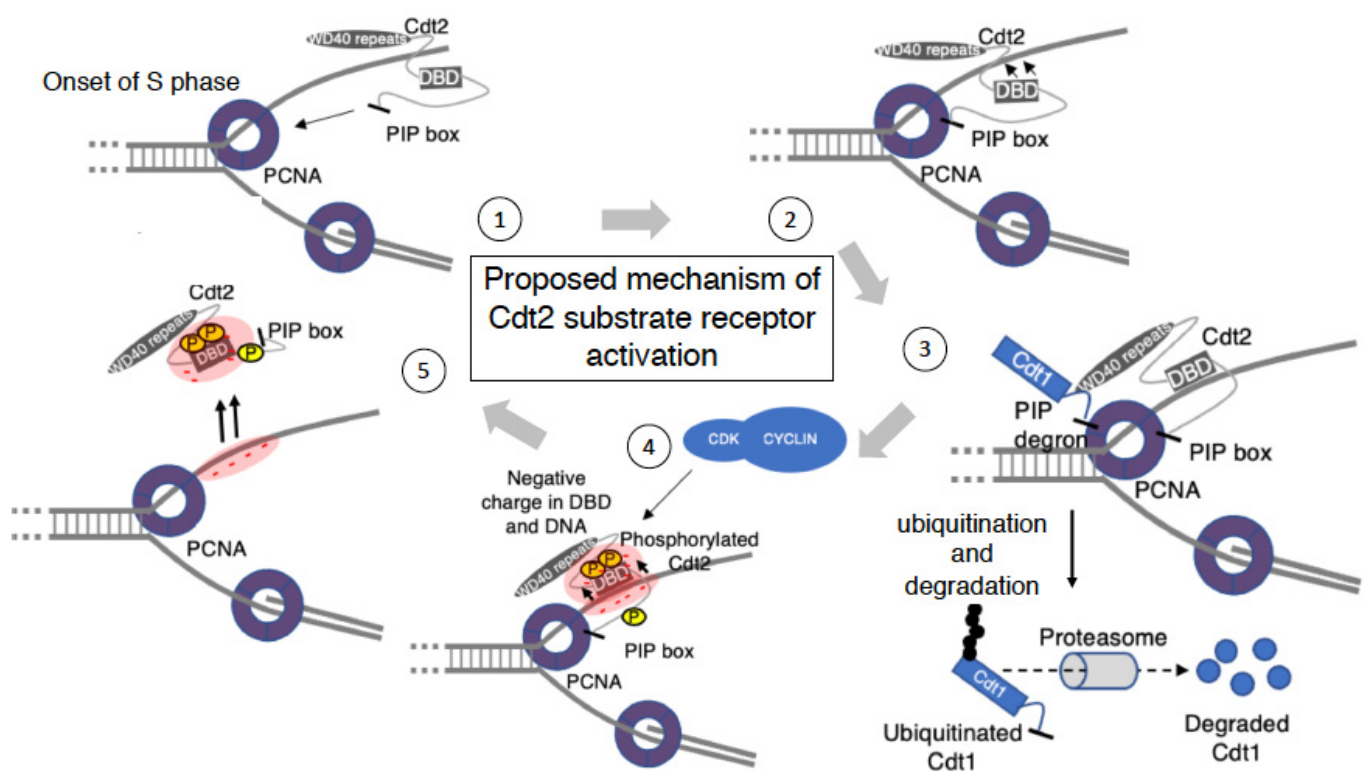 Cdt2
WD40 repeats
Onset of S phase
DBD
PIP box
PCNA
1
Cdt2
WD40 repeats
DBD
PIP box
PCNA
2
Proposed mechanism of
Cdt2 substrate receptor
activation
3
Cdt2
WD40 repeats
Cdt1
DBD
PIP
degron
PIP box
PCNA
ubiquitination
and
degradation
Proteasome
Cdt1
Ubiquitinated
Cdt1
Degraded
Cdt1
4
CDK
CYCLIN
Negative
charge in DBD
and DNA
Phosphorylated
Cdt2
WD40 repeats
P
P
DBD
P
PIP box
PCNA
5
Cdt2
WD40 repeats
P
P
DBD
P
PIP box
PCNA